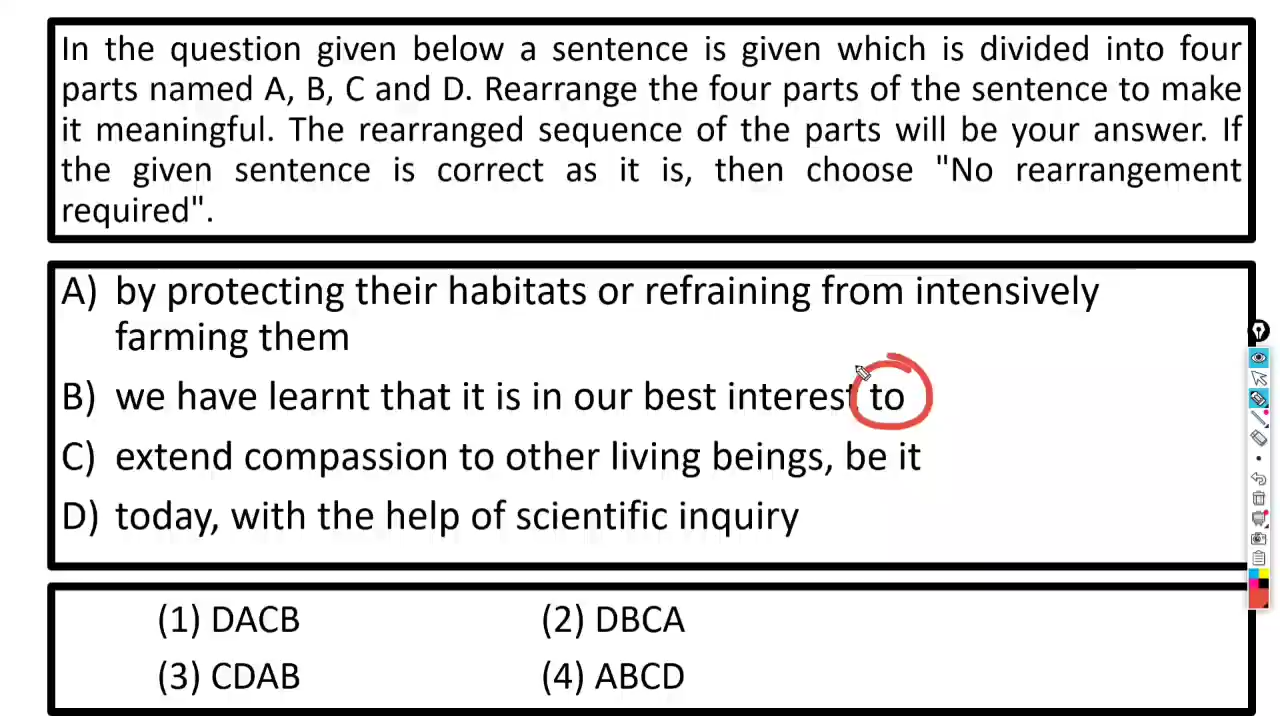 In the question given below a sentence is given which is divided into four
parts named A, B, C and D. Rearrange the four parts of the sentence to make
it meaningful. The rearranged sequence of the parts will be your answer. If
the given sentence is correct as it is, then choose "No rearrangement
required".
A) by protecting their habitats or refraining from intensively
farming them
B) we have learnt that it is in our best interest to
C) extend compassion to other living beings, be it
D) today, with the help of scientific inquiry
(1) DACB (2) DBCA
(3) CDAB (4) ABCD